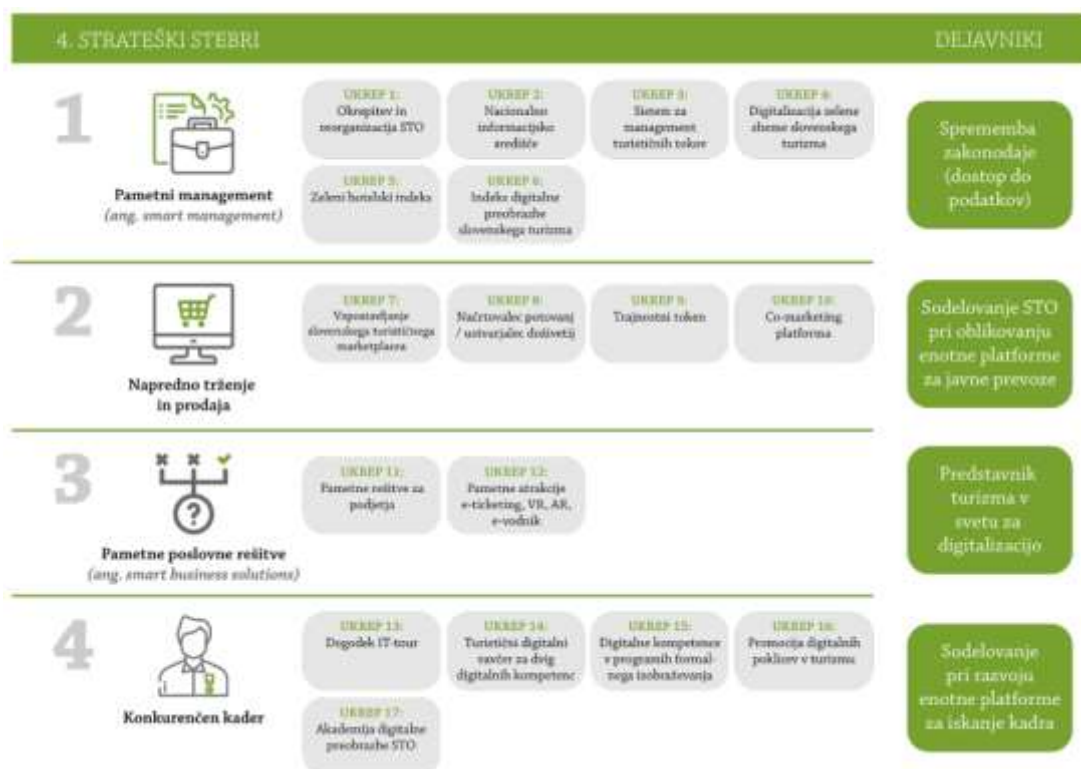 4. STRATEŠKI STEBRI
DEJAVNIKI
1
Pametni management
(ang. smart management)
UKREP 1:
Okrepitev in
reorganizacija STO
UKREP 2:
Nacionalno
informacijsko
središče
UKREP 3:
Sistem za
management
turističnih tokov
UKREP 4:
Digitalizacija zelene
sheme slovenskega
turizma
UKREP 5:
Zeleni hotelski indeks
UKREP 6:
Indeks digitalne
preobrazbe
slovenskega turizma
Sprememba
zakonodaje
(dostop do
podatkov)
2
Napredno trženje
in prodaja
UKREP 7:
Vzpostavljanje
slovenskega turističnega
marketplacea
UKREP 8:
Načrtovalec potovanj
/ ustvarjalec doživetij
UKREP 9:
Trajnostni token
UKREP 10:
Co-marketing
platforma
Sodelovanje STO
pri oblikovanju
enotne platforme
za javne prevoze
3
Pametne poslovne rešitve
(ang. smart business solutions)
UKREP 11:
Pametne rešitve za
podjetja
UKREP 12:
Pametne atrakcije
e-ticketing, VR, AR,
e-vodnik
Predstavnik
turizma v
svetu za
digitalizacijo
4
Konkurenčen kader
UKREP 13:
Dogodek IT-tour
UKREP 14:
Turistični digitalni
vavčer za dvig
digitalnih kompetenc
UKREP 15:
Digitalne kompetence
v programih formal-
nega izobraževanja
UKREP 16:
Promocija digitalnih
poklicev v turizmu
UKREP 17:
Akademija digitalne
preobrazbe STO
Sodelovanje
pri razvoju
enotne platforme
za iskanje kadra